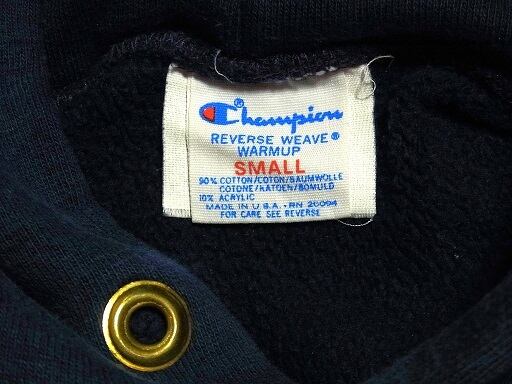 Champion®
REVERSE WEAVE®
WARMUP
SMALL
90% COTTON/COTON/BAUMWOLLE
COTONE/KATOEN/BOMULD
10% ACRYLIC
MADE IN U.S.A. - RN 26094
FOR CARE SEE REVERSE